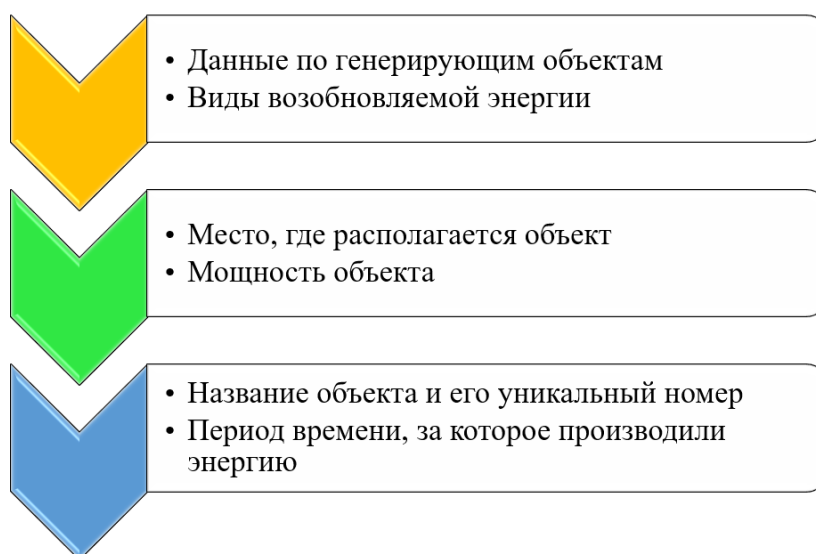 • Данные по генерирующим объектам
• Виды возобновляемой энергии
• Место, где располагается объект
• Мощность объекта
• Название объекта и его уникальный номер
• Период времени, за которое производили
энергию